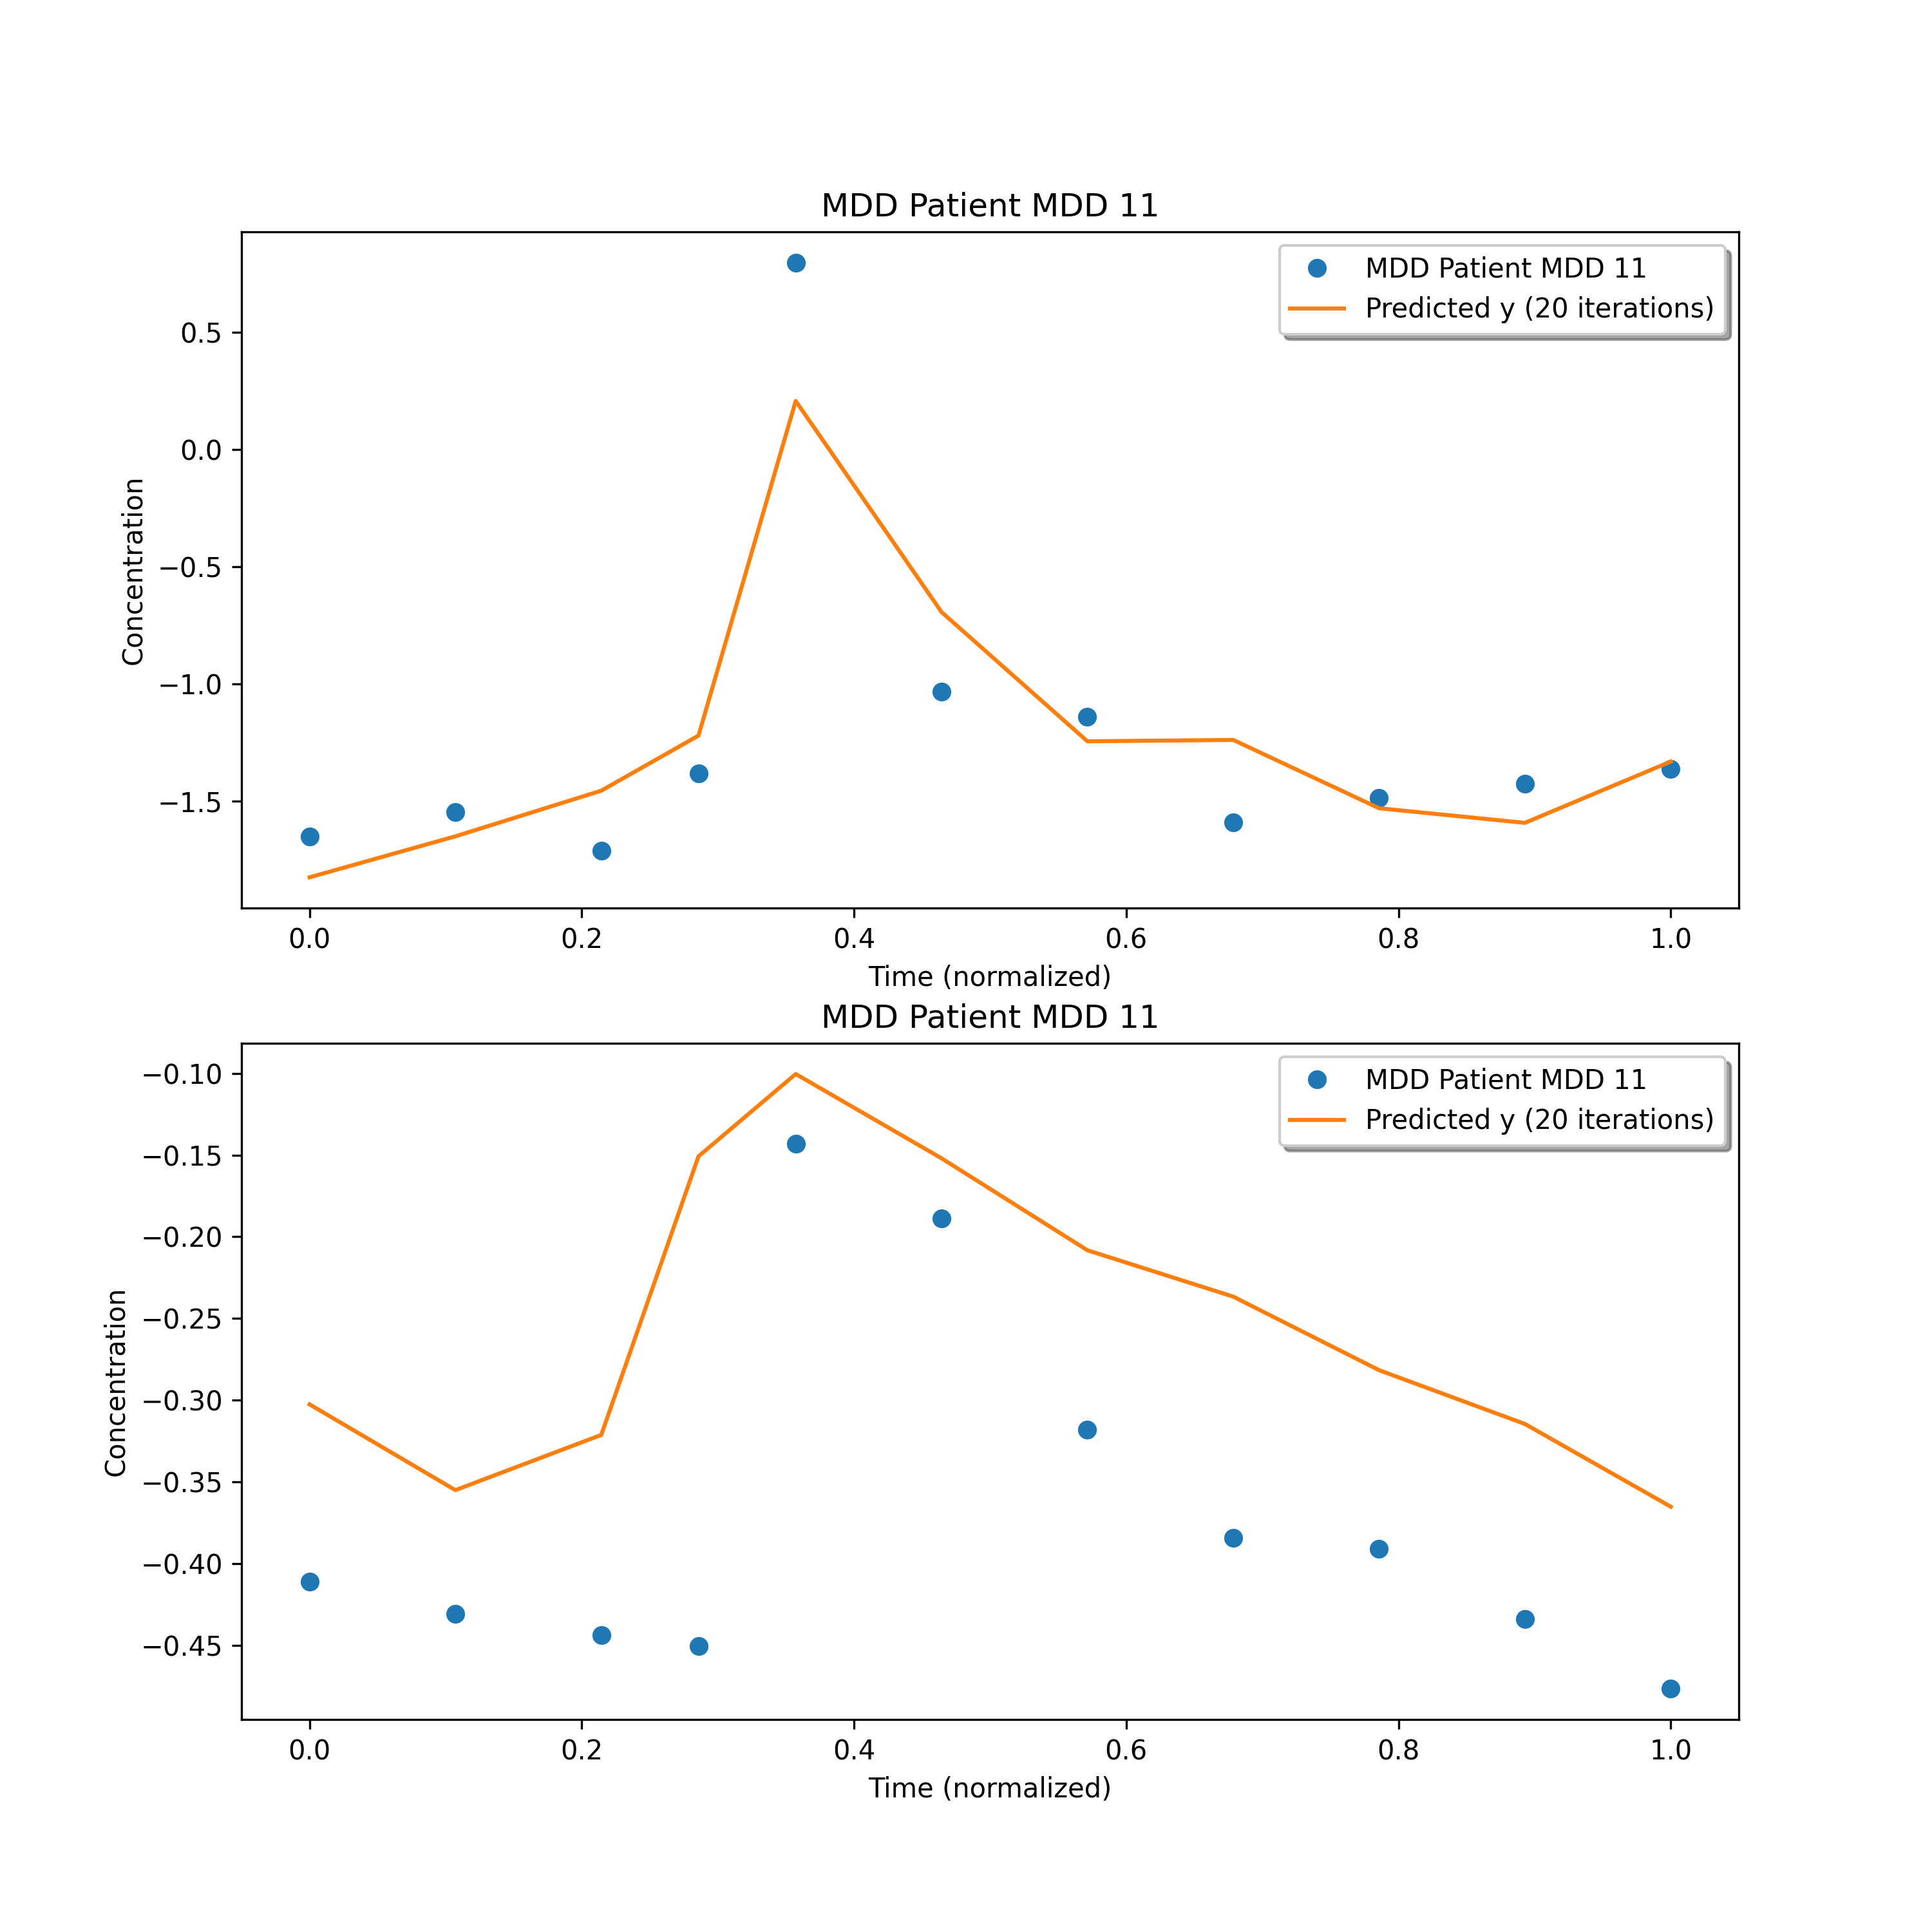 MDD Patient MDD 11
MDD Patient MDD 11
Predicted y (20 iterations)
Concentration
0.5
0.0
−0.5
−1.0
−1.5
0.0 0.2 0.4 0.6 0.8 1.0
Time (normalized)
MDD Patient MDD 11
MDD Patient MDD 11
Predicted y (20 iterations)
Concentration
−0.10
−0.15
−0.20
−0.25
−0.30
−0.35
−0.40
−0.45
0.0 0.2 0.4 0.6 0.8 1.0
Time (normalized)